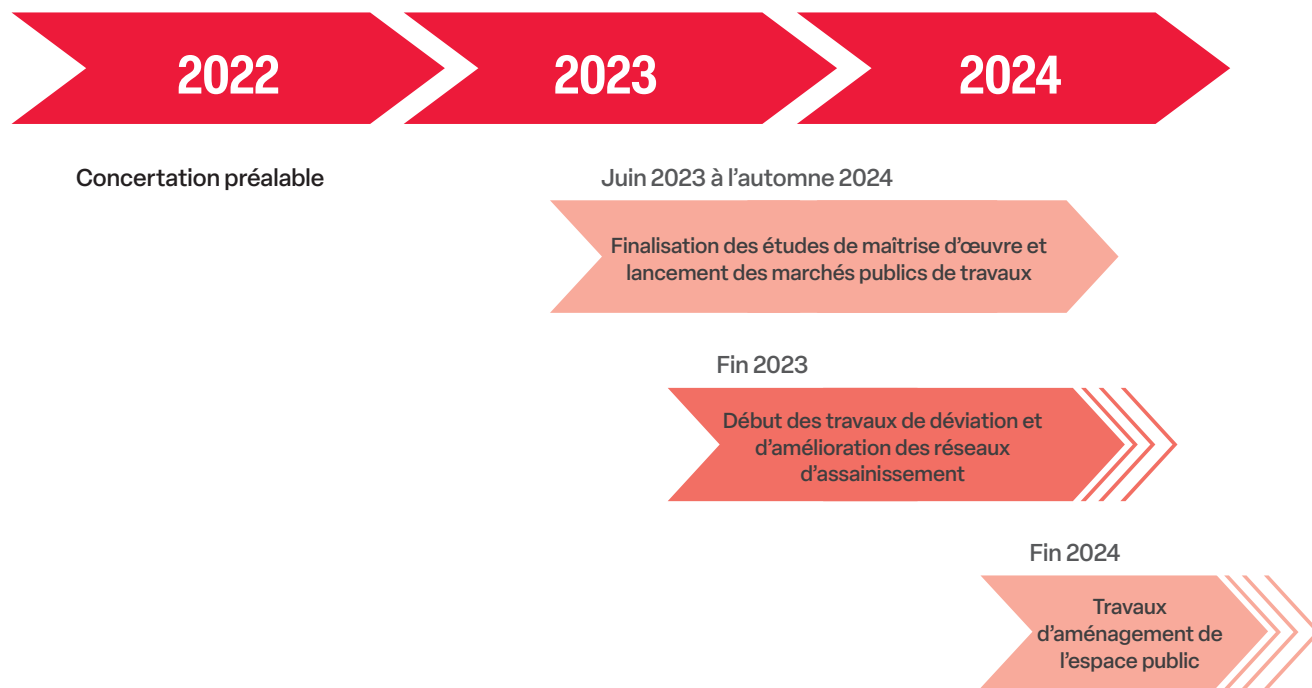 2022
2023
2024
Concertation préalable
Juin 2023 à l’automne 2024
Finalisation des études de maîtrise d’œuvre et
lancement des marchés publics de travaux
Fin 2023
Début des travaux de déviation et
d’amélioration des réseaux
d’assainissement
Fin 2024
Travaux
d’aménagement de
l’espace public